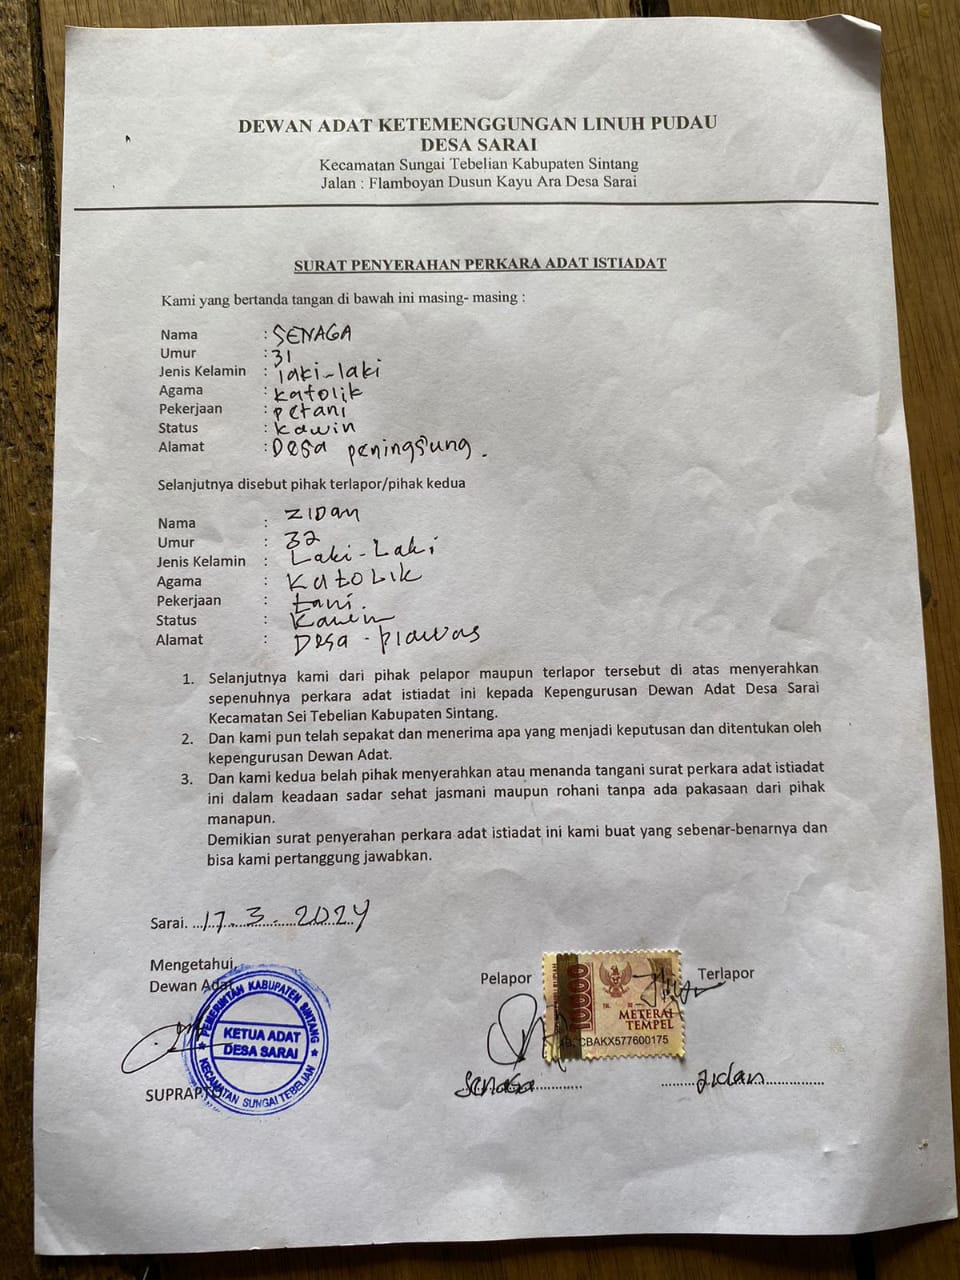 DEWAN ADAT KETEMENGGUNGAN LINUH PUDAU
DESA SARAI
Kecamatan Sungai Tebelian Kabupaten Sintang
Jalan : Flamboyan Dusun Kayu Ara Desa Sarai
SURAT PENYERAHAN PERKARA ADAT ISTIADAT
Kami yang bertanda tangan di bawah ini masing- masing :
Nama : SENAGA
Umur : 31
Jenis Kelamin : laki-laki
Agama : katolik
Pekerjaan : petani
Status : kawin
Alamat : Desa peningsung.
Selanjutnya disebut pihak terlapor/pihak kedua
Nama : ZIDan
Umur : 32
Jenis Kelamin : Laki-Laki
Agama : KatoLik
Pekerjaan : tani.
Status : Kawin
Alamat : Desa -
1. Selanjutnya kami dari pihak pelapor maupun terlapor tersebut di atas menyerahkan
sepenuhnya perkara adat istiadat ini kepada Kepengurusan Dewan Adat Desa Sarai
Kecamatan Sei Tebelian Kabupaten Sintang.
2. Dan kami pun telah sepakat dan menerima apa yang menjadi keputusan dan ditentukan oleh
kepengurusan Dewan Adat.
3. Dan kami kedua belah pihak menyerahkan atau menanda tangani surat perkara adat istiadat
ini dalam keadaan sadar sehat jasmani maupun rohani tanpa ada pakasaan dari pihak
manapun.
Demikian surat penyerahan perkara adat istiadat ini kami buat yang sebenar-benarnya dan
bisa kami pertanggung jawabkan.
Sarai. 17.3.2024
Mengetahui,
Dewan Adat
PEMERINTAH KABUPATEN SINTANG
KETUA ADAT
DESA SARAI
KECAMATAN SUNGAI TEBELIAN
SUPRAPTO
Pelapor
Terlapor
10000
METERAI
TEMPEL
CBAKX577600175
Senaga
zidan